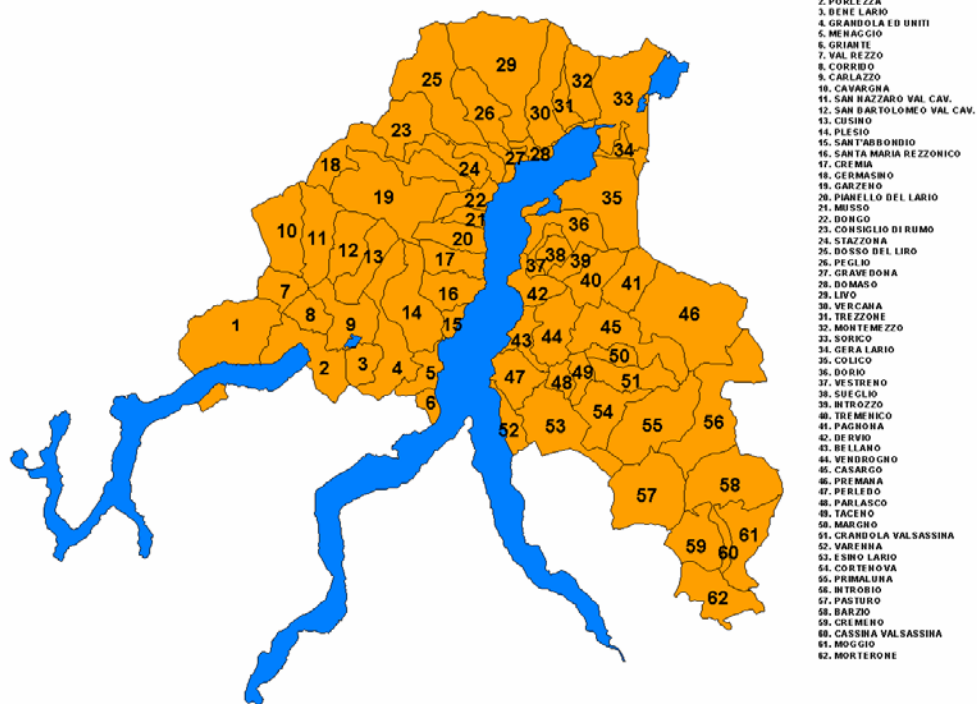 29
25
32
33
26
30
31
23
34
27
28
18
24
19
35
22
21
36
10
11
20
12
13
38
39
17
37
40
41
7
16
42
14
46
8
1
9
15
45
43
44
50
2
3
4
5
49
47
48
51
6
54
56
52
53
55
58
57
61
59
60
62
2. PORLEZZA
3. BENE LARIO
4. GRANDOLA ED UNITI
5. MENAGGIO
6. GRIANTE
7. VAL REZZO
8. CORRIDO
9. CARLAZZO
10. CAVARGNA
11. SAN NAZZARO VAL CAV.
12. SAN BARTOLOMEO VAL CAV.
13. CUSINO
14. PLESIO
15. SANT'ABBONDIO
16. SANTA MARIA REZZONICO
17. CREMIA
18. GERMASINO
19. GARZENO
20. PIANELLO DEL LARIO
21. MUSSO
22. DONGO
23. CONSIGLIO DI RUMO
24. STAZZONA
25. DOSSO DEL LIRO
26. PEGLIO
27. GRAVEDONA
28. DOMASO
29. LIVO
30. VERCANA
31. TREZZONE
32. MONTEMEZZO
33. SORICO
34. GERA LARIO
35. COLICO
36. DORIO
37. VESTRENO
38. SUEGLIO
39. INTROZZO
40. TREMENICO
41. PAGNONA
42. DERVIO
43. BELLANO
44. VENDROGNO
45. CASARGO
46. PREMANA
47. PERLEDO
48. PARLASCO
49. TACENO
50. MARGNO
51. CRANDOLA VALSASSINA
52. VARENNA
53. ESINO LARIO
54. CORTENOVA
55. PRIMALUNA
56. INTROBIO
57. PASTURO
58. BARZIO
59. CREMENO
60. CASSINA VALSASSINA
61. MOGGIO
62. MORTERONE